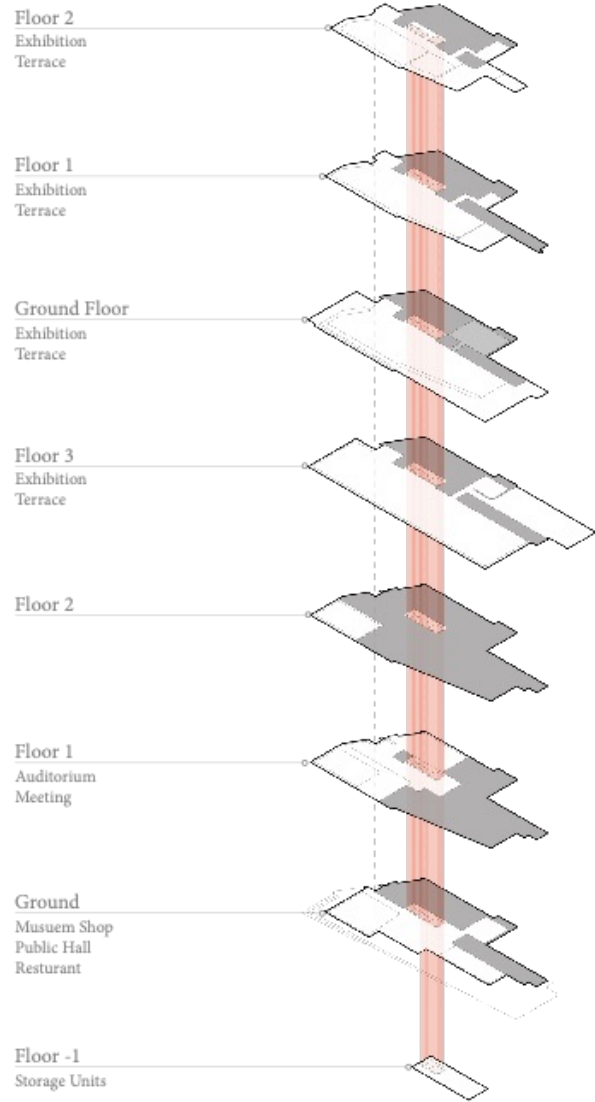 Floor 2
Exhibition
Terrace
Floor 1
Exhibition
Terrace
Ground Floor
Exhibition
Terrace
Floor 3
Exhibition
Terrace
Floor 2
Floor 1
Auditorium
Meeting
Ground
Musuem Shop
Public Hall
Resturant
Floor -1
Storage Units